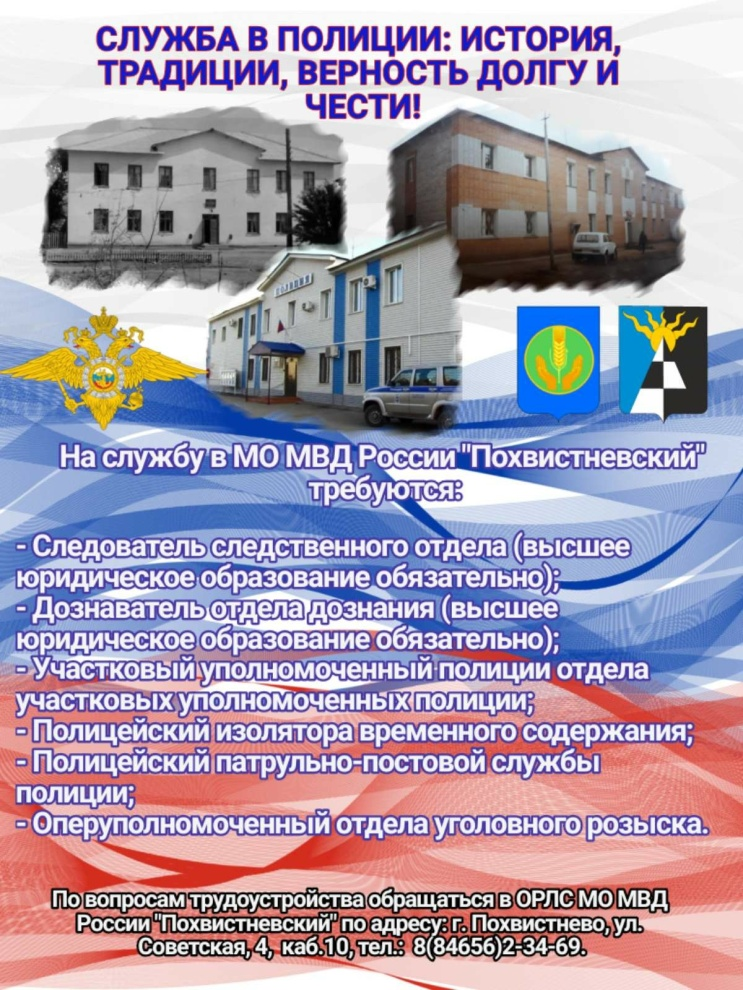 СЛУЖБА В ПОЛИЦИИ: ИСТОРИЯ,
ТРАДИЦИИ, ВЕРНОСТЬ ДОЛГУ И
ЧЕСТИ!
ПОЛИЦИЯ
На службу в МО МВД России "Похвистневский"
требуются:
- Следователь следственного отдела (высшее
юридическое образование обязательно);
- Дознаватель отдела дознания (высшее
юридическое образование обязательно);
- Участковый уполномоченный полиции отдела
участковых уполномоченных полиции;
- Полицейский изолятора временного содержания;
- Полицейский патрульно-постовой службы
полиции;
- Оперуполномоченный отдела уголовного розыска.
По вопросам трудоустройства обращаться в ОРЛС МО МВД
России "Похвистневский" по адресу: г. Похвистнево, ул.
Советская, 4, каб.10, тел.: 8(84656)2-34-69.